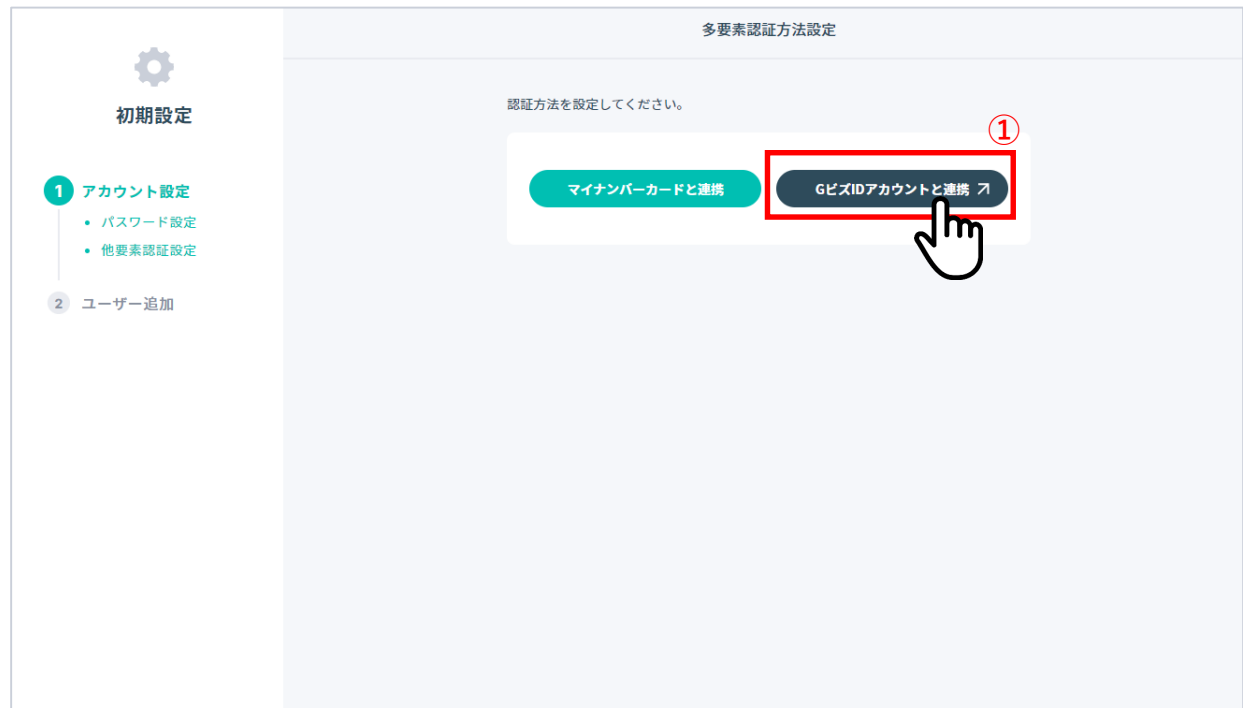 多要素認証方法設定
初期設定
1 アカウント設定
• パスワード設定
• 他要素認証設定
2 ユーザー追加
認証方法を設定してください。
①
マイナンバーカードと連携
GビズIDアカウントと連携